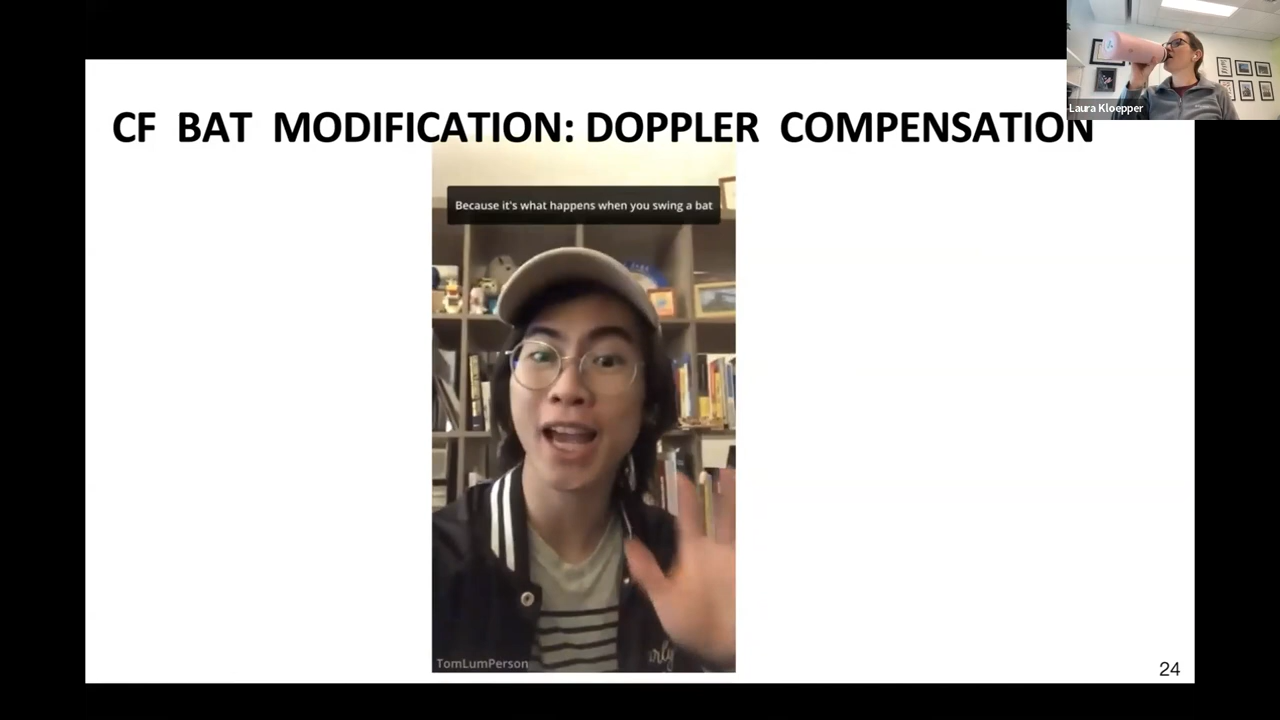 Laura Kloepper
CF BAT MODIFICATION: DOPPLER COMPENSATION
Because it's what happens when you swing a bat
TomLumPerson
24